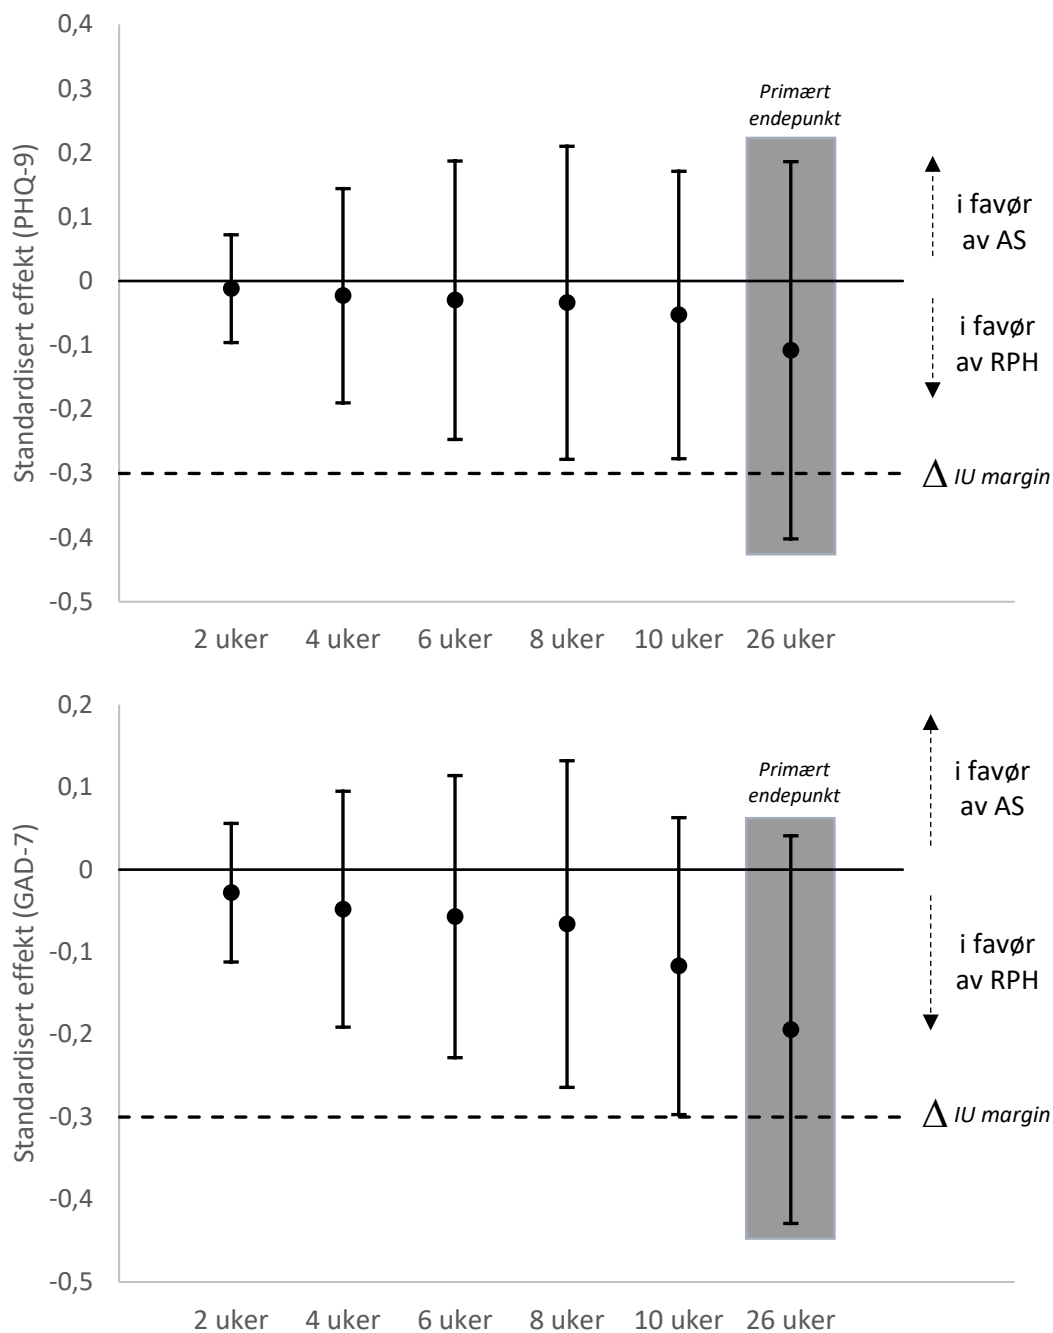 0,4
0,3
0,2
0,1
0
-0,1
-0,2
-0,3
-0,4
-0,5
Standardisert effekt (PHQ-9)
Primært
endepunkt
i favør
av AS
i favør
av RPH
Δ IU margin
2 uker 4 uker 6 uker 8 uker 10 uker 26 uker
0,2
0,1
0
-0,1
-0,2
-0,3
-0,4
-0,5
Standardisert effekt (GAD-7)
Primært
endepunkt
i favør
av AS
i favør
av RPH
Δ IU margin
2 uker 4 uker 6 uker 8 uker 10 uker 26 uker